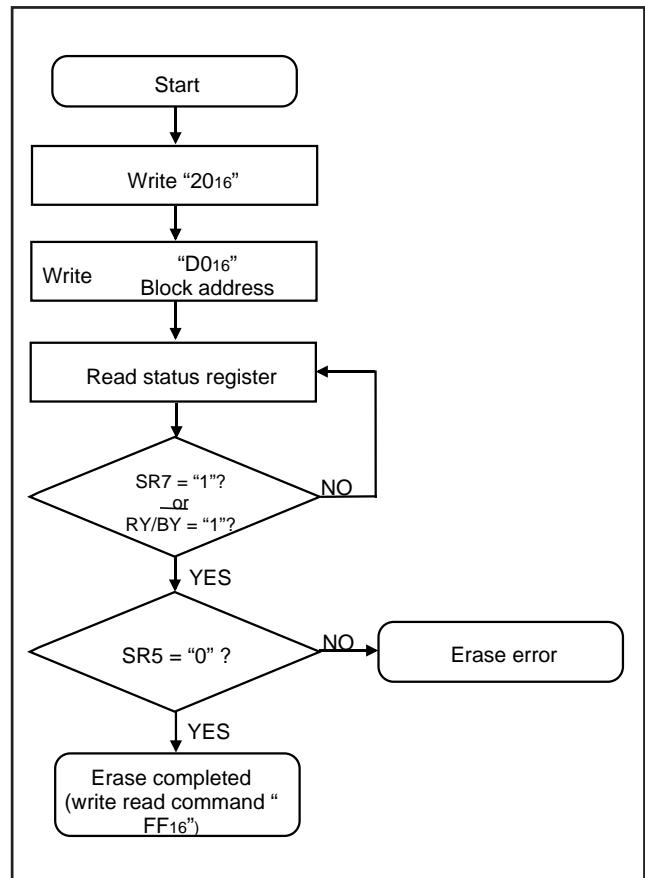 Start
Write “2016”
“D016”
Write
Block address
Read status register
SR7 = “1”?
or
RY/BY = “1”?
NO
YES
SR5 = “0” ?
NO
Erase error
YES
Erase completed
(write read command “
FF16”)